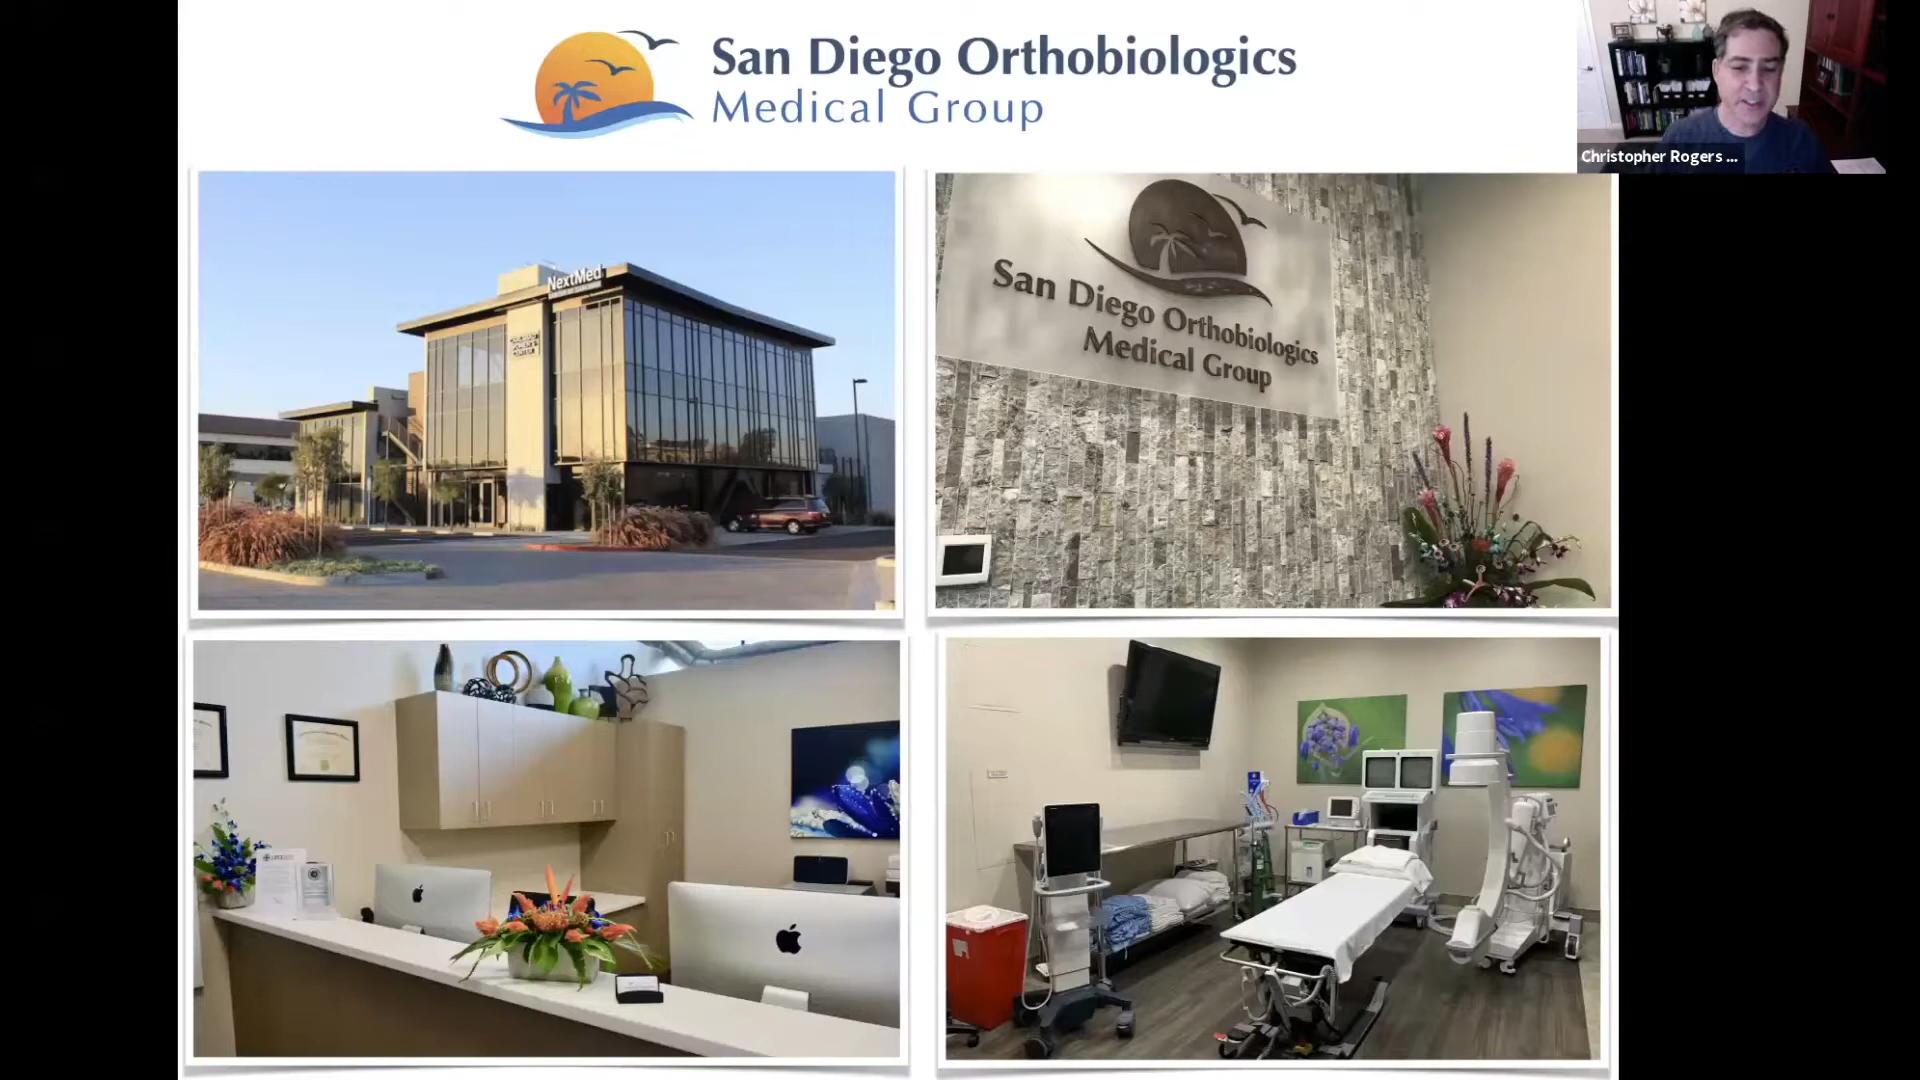 San Diego Orthobiologics
Medical Group
Christopher Rogers ...
NextMed
San Diego Orthobiologics
Medical Group